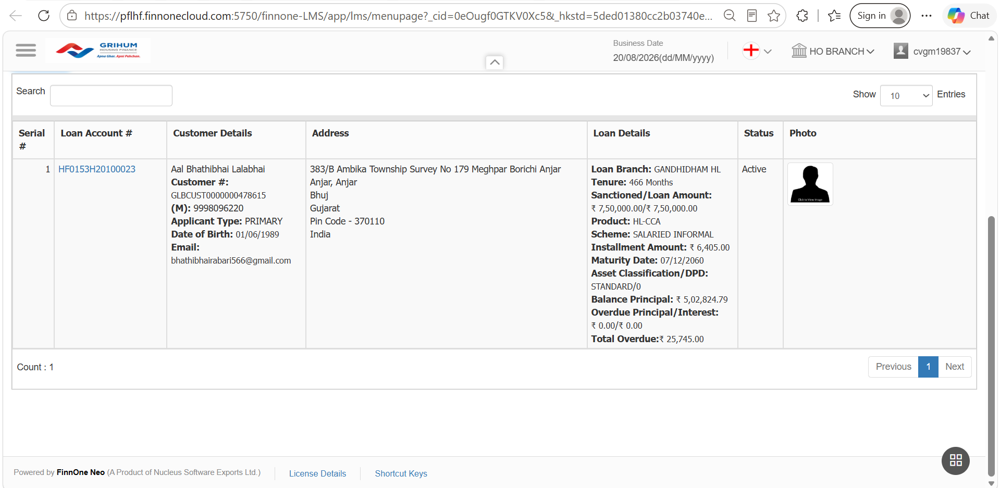 https://pflhf.finnonecloud.com:5750/finnone-LMS/app/lms/menupage?_cid=0eOugf0GTKV0Xc5&_hkstd=5ded01380cc2b03740e...
Sign in
Chat
GRIHUM
HOUSING FINANCE
Apna Ghar. Apni Pehchan.
Business Date
20/08/2026(dd/MM/yyyy)
HO BRANCH
cvgm19837
Search
Show 10 Entries
Serial #
Loan Account #
Customer Details
Address
Loan Details
Status
Photo
1
HF0153H20100023
Aal Bhathibhai Lalabhai
Customer #:
GLBCUST0000000478615
(M): 9998096220
Applicant Type: PRIMARY
Date of Birth: 01/06/1989
Email:
bhathibhairabari566@gmail.com
383/B Ambika Township Survey No 179 Meghpar Borichi Anjar
Anjar, Anjar
Bhuj
Gujarat
Pin Code - 370110
India
Loan Branch: GANDHIDHAM HL
Tenure: 466 Months
Sanctioned/Loan Amount:
₹ 7,50,000.00/₹ 7,50,000.00
Product: HL-CCA
Scheme: SALARIED INFORMAL
Installment Amount: ₹ 6,405.00
Maturity Date: 07/12/2060
Asset Classification/DPD:
STANDARD/0
Balance Principal: ₹ 5,02,824.79
Overdue Principal/Interest:
₹ 0.00/₹ 0.00
Total Overdue:₹ 25,745.00
Active
Click to View Image
Count : 1
Previous 1 Next
Powered by FinnOne Neo (A Product of Nucleus Software Exports Ltd.)
License Details
Shortcut Keys